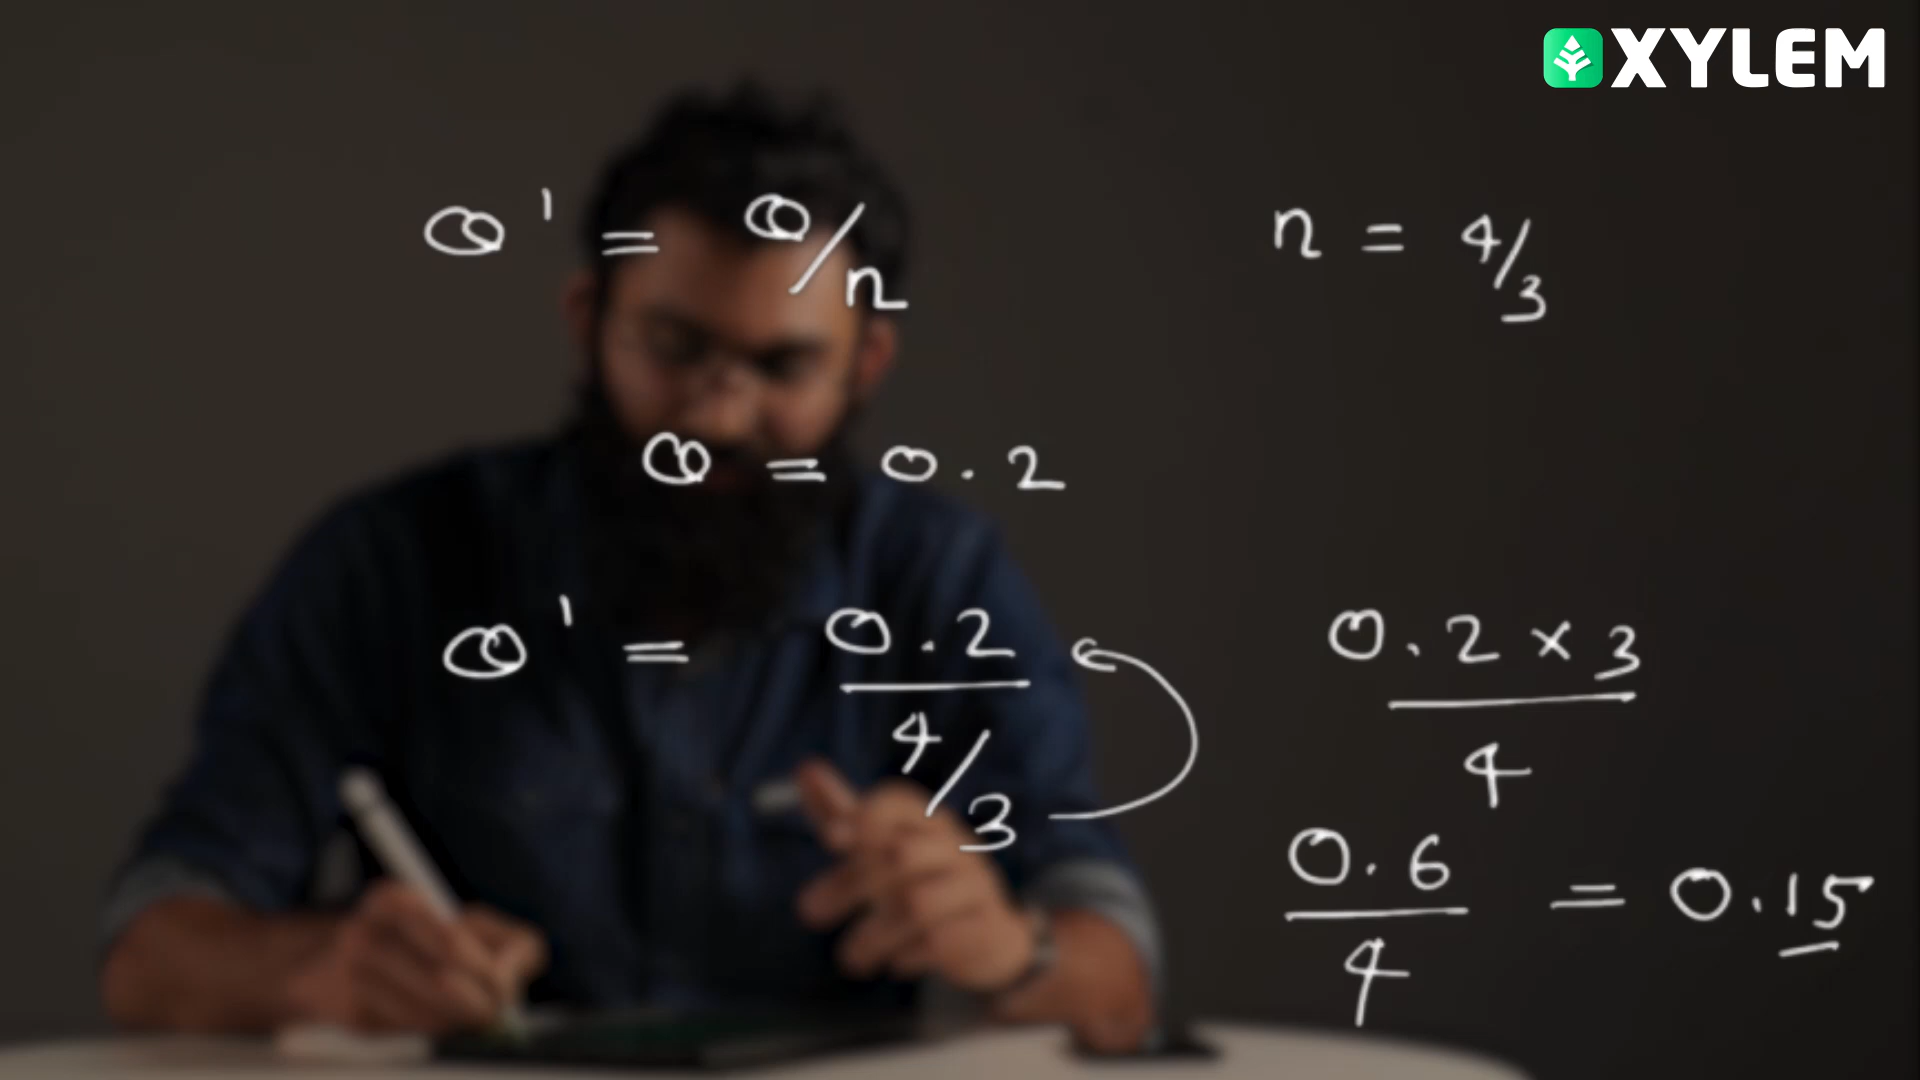 XYLEM
θ' = θ/n
n = 4/3
θ = 0.2
θ' = 0.2 / 4/3
0.2 × 3 / 4
0.6 / 4 = 0.15